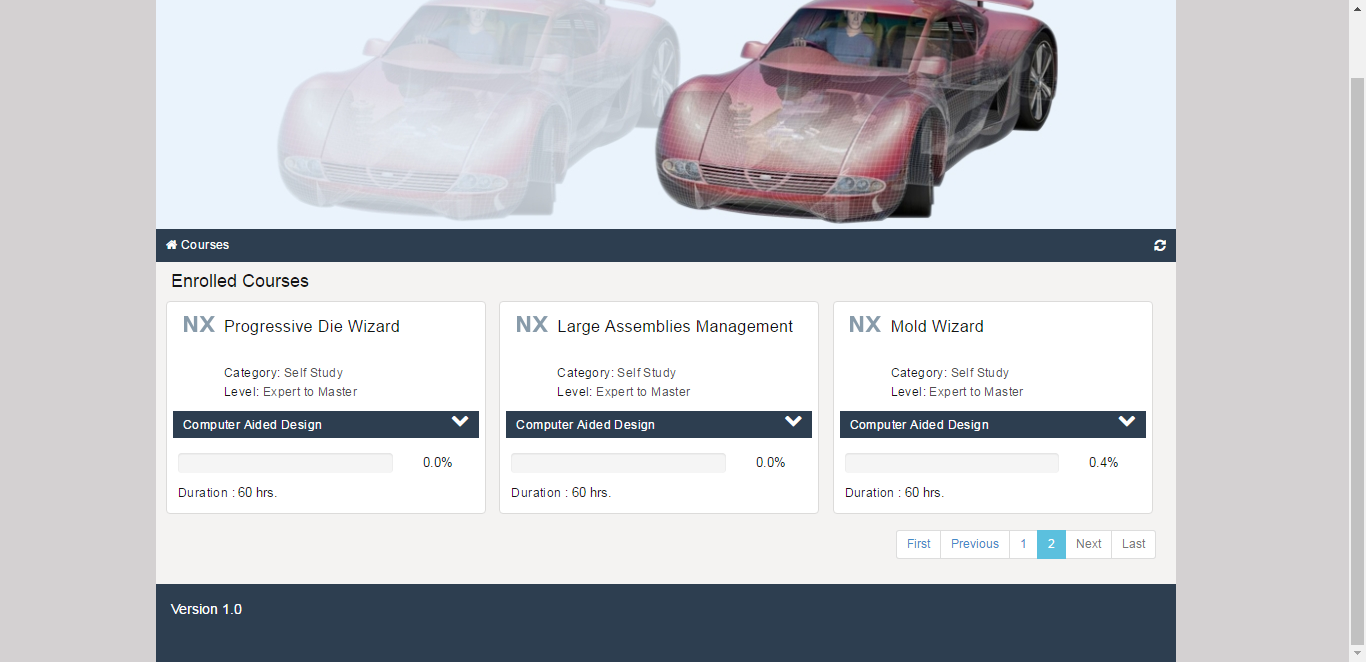 Courses
Enrolled Courses
NX Progressive Die Wizard
Category: Self Study
Level: Expert to Master
Computer Aided Design
0.0%
Duration : 60 hrs.
NX Large Assemblies Management
Category: Self Study
Level: Expert to Master
Computer Aided Design
0.0%
Duration : 60 hrs.
NX Mold Wizard
Category: Self Study
Level: Expert to Master
Computer Aided Design
0.4%
Duration : 60 hrs.
First Previous 1 2 Next Last
Version 1.0